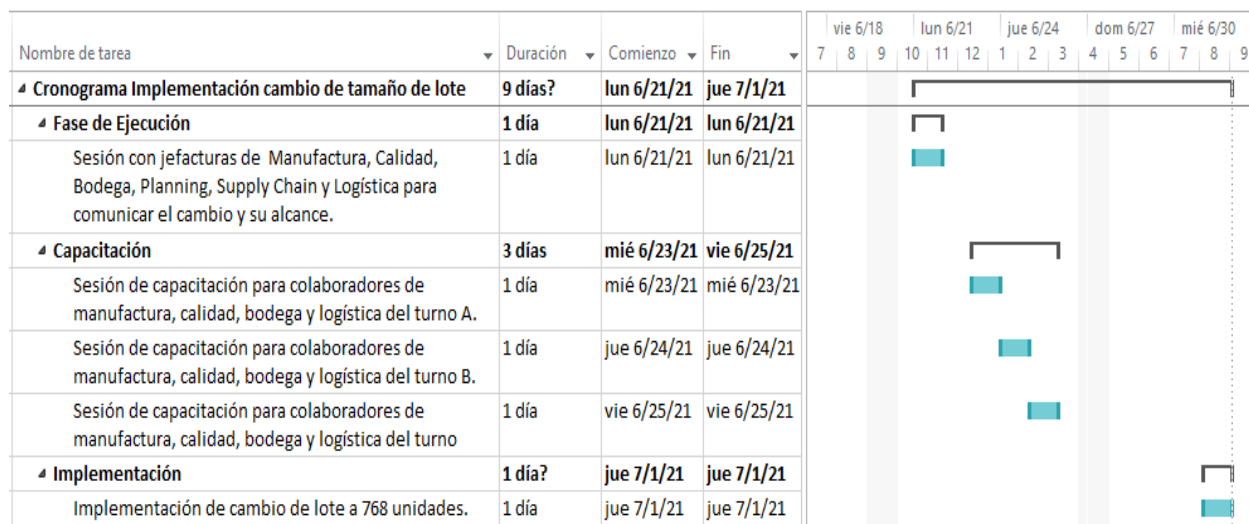 vie 6/18 lun 6/21 jue 6/24 dom 6/27 mié 6/30
Nombre de tarea Duración Comienzo Fin 7 8 9 10 11 12 1 2 3 4 5 6 7 8 9
Cronograma Implementación cambio de tamaño de lote 9 días? lun 6/21/21 jue 7/1/21
Fase de Ejecución 1 día lun 6/21/21 lun 6/21/21
Sesión con jefacturas de Manufactura, Calidad, 1 día lun 6/21/21 lun 6/21/21
Bodega, Planning, Supply Chain y Logística para
comunicar el cambio y su alcance.
Capacitación 3 días mié 6/23/21 vie 6/25/21
Sesión de capacitación para colaboradores de 1 día mié 6/23/21 mié 6/23/21
manufactura, calidad, bodega y logística del turno A.
Sesión de capacitación para colaboradores de 1 día jue 6/24/21 jue 6/24/21
manufactura, calidad, bodega y logística del turno B.
Sesión de capacitación para colaboradores de 1 día vie 6/25/21 vie 6/25/21
manufactura, calidad, bodega y logística del turno
Implementación 1 día? jue 7/1/21 jue 7/1/21
Implementación de cambio de lote a 768 unidades. 1 día jue 7/1/21 jue 7/1/21